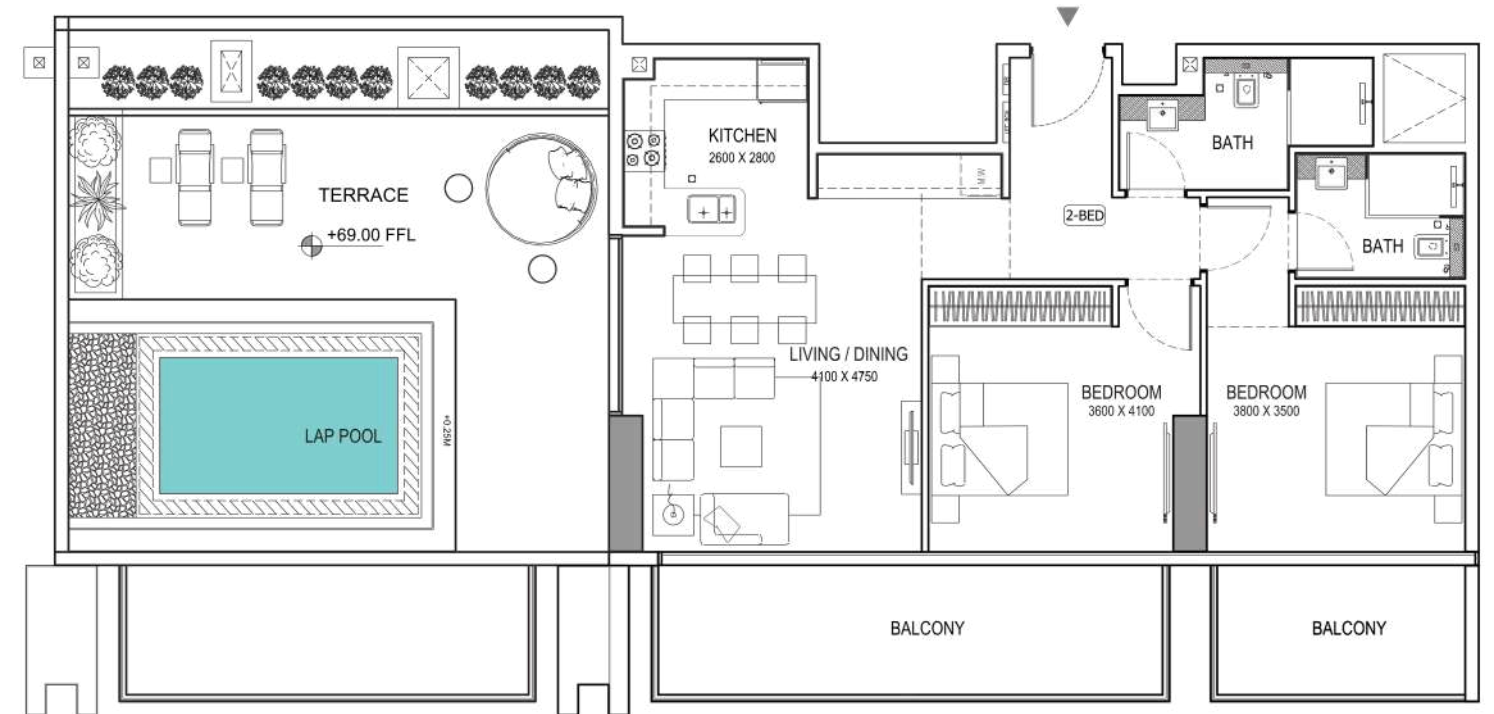 KITCHEN
2600 X 2800
BATH
M.W
TERRACE
+69.00 FFL
2-BED
BATH
LIVING / DINING
4100 X 4750
BEDROOM
3600 X 4100
BEDROOM
3800 X 3500
LAP POOL
+0.25M
BALCONY
BALCONY